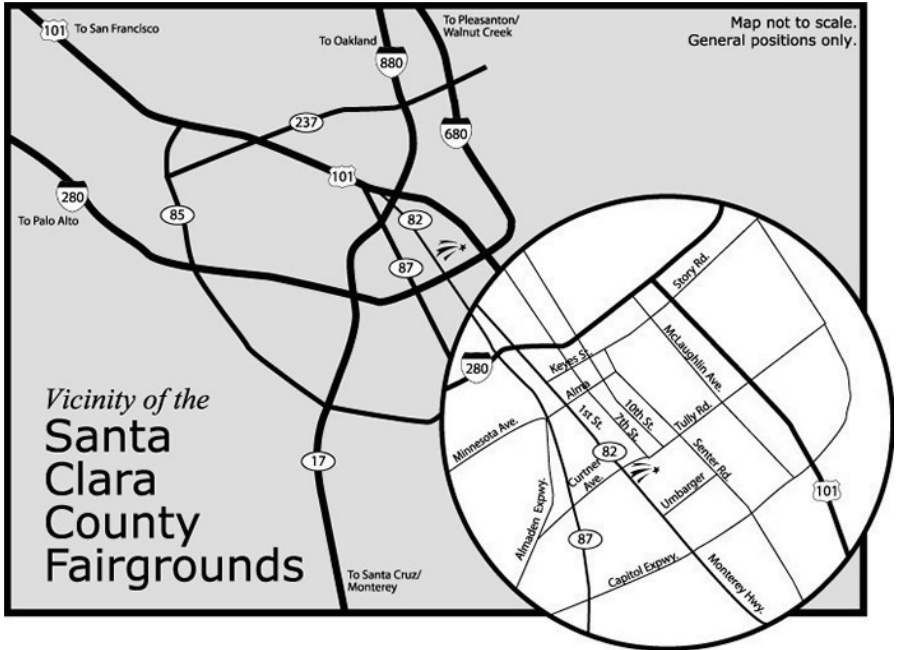 101
To San Francisco
To Oakland
880
To Pleasanton/
Walnut Creek
Map not to scale.
General positions only.
237
680
101
280
To Palo Alto
85
82
87
Vicinity of the
Santa
Clara
County
Fairgrounds
17
To Santa Cruz/
Monterey
Story Rd.
280
Keyes St.
McLaughlin Ave.
Alma
1st St.
7th St.
10th St.
Tully Rd.
Minnesota Ave.
82
Curtner
Ave.
Senter Rd.
Umbarger
101
Almaden Expwy.
87
Capitol Expwy.
Monterey Hwy.